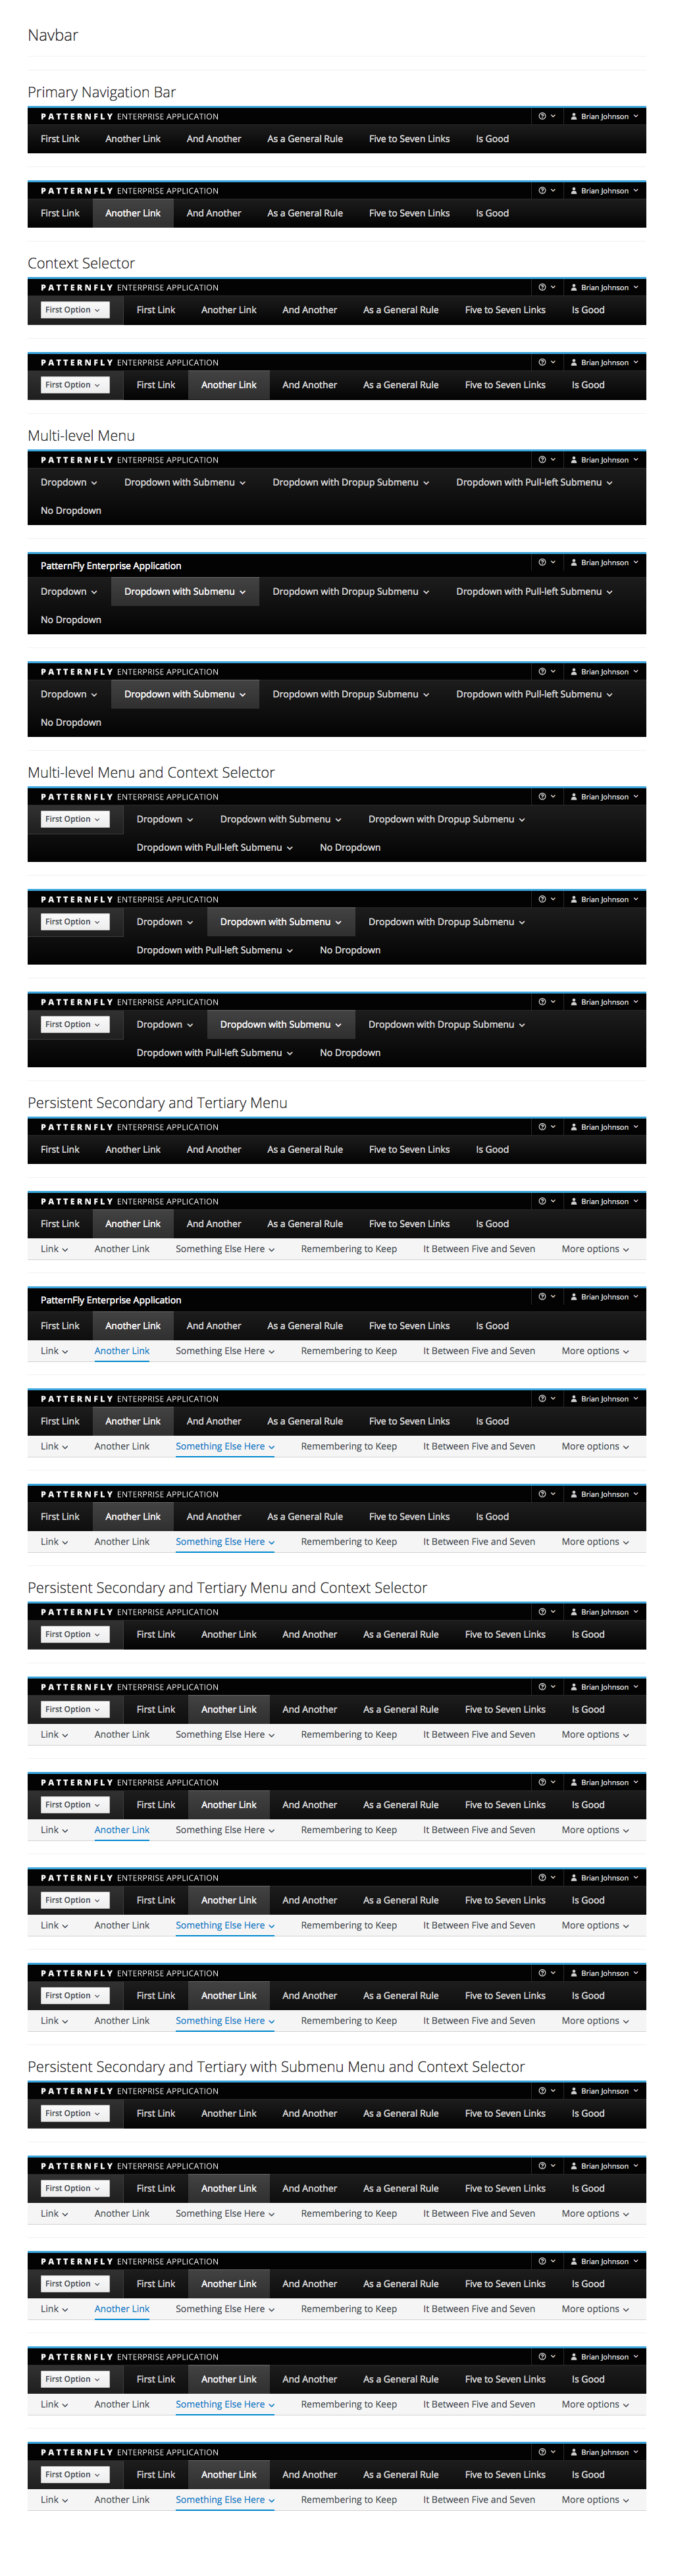 Navbar
Primary Navigation Bar
PATTERNFLY ENTERPRISE APPLICATION Brian Johnson
First Link Another Link And Another As a General Rule Five to Seven Links Is Good
PATTERNFLY ENTERPRISE APPLICATION Brian Johnson
First Link Another Link And Another As a General Rule Five to Seven Links Is Good
Context Selector
PATTERNFLY ENTERPRISE APPLICATION Brian Johnson
First Option First Link Another Link And Another As a General Rule Five to Seven Links Is Good
PATTERNFLY ENTERPRISE APPLICATION Brian Johnson
First Option First Link Another Link And Another As a General Rule Five to Seven Links Is Good
Multi-level Menu
PATTERNFLY ENTERPRISE APPLICATION Brian Johnson
Dropdown Dropdown with Submenu Dropdown with Dropup Submenu Dropdown with Pull-left Submenu
No Dropdown
PatternFly Enterprise Application Brian Johnson
Dropdown Dropdown with Submenu Dropdown with Dropup Submenu Dropdown with Pull-left Submenu
No Dropdown
PATTERNFLY ENTERPRISE APPLICATION Brian Johnson
Dropdown Dropdown with Submenu Dropdown with Dropup Submenu Dropdown with Pull-left Submenu
No Dropdown
Multi-level Menu and Context Selector
PATTERNFLY ENTERPRISE APPLICATION Brian Johnson
First Option Dropdown Dropdown with Submenu Dropdown with Dropup Submenu
Dropdown with Pull-left Submenu No Dropdown
PATTERNFLY ENTERPRISE APPLICATION Brian Johnson
First Option Dropdown Dropdown with Submenu Dropdown with Dropup Submenu
Dropdown with Pull-left Submenu No Dropdown
PATTERNFLY ENTERPRISE APPLICATION Brian Johnson
First Option Dropdown Dropdown with Submenu Dropdown with Dropup Submenu
Dropdown with Pull-left Submenu No Dropdown
Persistent Secondary and Tertiary Menu
PATTERNFLY ENTERPRISE APPLICATION Brian Johnson
First Link Another Link And Another As a General Rule Five to Seven Links Is Good
PATTERNFLY ENTERPRISE APPLICATION Brian Johnson
First Link Another Link And Another As a General Rule Five to Seven Links Is Good
Link Another Link Something Else Here Remembering to Keep It Between Five and Seven More options
PatternFly Enterprise Application Brian Johnson
First Link Another Link And Another As a General Rule Five to Seven Links Is Good
Link Another Link Something Else Here Remembering to Keep It Between Five and Seven More options
PATTERNFLY ENTERPRISE APPLICATION Brian Johnson
First Link Another Link And Another As a General Rule Five to Seven Links Is Good
Link Another Link Something Else Here Remembering to Keep It Between Five and Seven More options
PATTERNFLY ENTERPRISE APPLICATION Brian Johnson
First Link Another Link And Another As a General Rule Five to Seven Links Is Good
Link Another Link Something Else Here Remembering to Keep It Between Five and Seven More options
Persistent Secondary and Tertiary Menu and Context Selector
PATTERNFLY ENTERPRISE APPLICATION Brian Johnson
First Option First Link Another Link And Another As a General Rule Five to Seven Links Is Good
PATTERNFLY ENTERPRISE APPLICATION Brian Johnson
First Option First Link Another Link And Another As a General Rule Five to Seven Links Is Good
Link Another Link Something Else Here Remembering to Keep It Between Five and Seven More options
PATTERNFLY ENTERPRISE APPLICATION Brian Johnson
First Option First Link Another Link And Another As a General Rule Five to Seven Links Is Good
Link Another Link Something Else Here Remembering to Keep It Between Five and Seven More options
PATTERNFLY ENTERPRISE APPLICATION Brian Johnson
First Option First Link Another Link And Another As a General Rule Five to Seven Links Is Good
Link Another Link Something Else Here Remembering to Keep It Between Five and Seven More options
PATTERNFLY ENTERPRISE APPLICATION Brian Johnson
First Option First Link Another Link And Another As a General Rule Five to Seven Links Is Good
Link Another Link Something Else Here Remembering to Keep It Between Five and Seven More options
Persistent Secondary and Tertiary with Submenu Menu and Context Selector
PATTERNFLY ENTERPRISE APPLICATION Brian Johnson
First Option First Link Another Link And Another As a General Rule Five to Seven Links Is Good
PATTERNFLY ENTERPRISE APPLICATION Brian Johnson
First Option First Link Another Link And Another As a General Rule Five to Seven Links Is Good
Link Another Link Something Else Here Remembering to Keep It Between Five and Seven More options
PATTERNFLY ENTERPRISE APPLICATION Brian Johnson
First Option First Link Another Link And Another As a General Rule Five to Seven Links Is Good
Link Another Link Something Else Here Remembering to Keep It Between Five and Seven More options
PATTERNFLY ENTERPRISE APPLICATION Brian Johnson
First Option First Link Another Link And Another As a General Rule Five to Seven Links Is Good
Link Another Link Something Else Here Remembering to Keep It Between Five and Seven More options
PATTERNFLY ENTERPRISE APPLICATION Brian Johnson
First Option First Link Another Link And Another As a General Rule Five to Seven Links Is Good
Link Another Link Something Else Here Remembering to Keep It Between Five and Seven More options